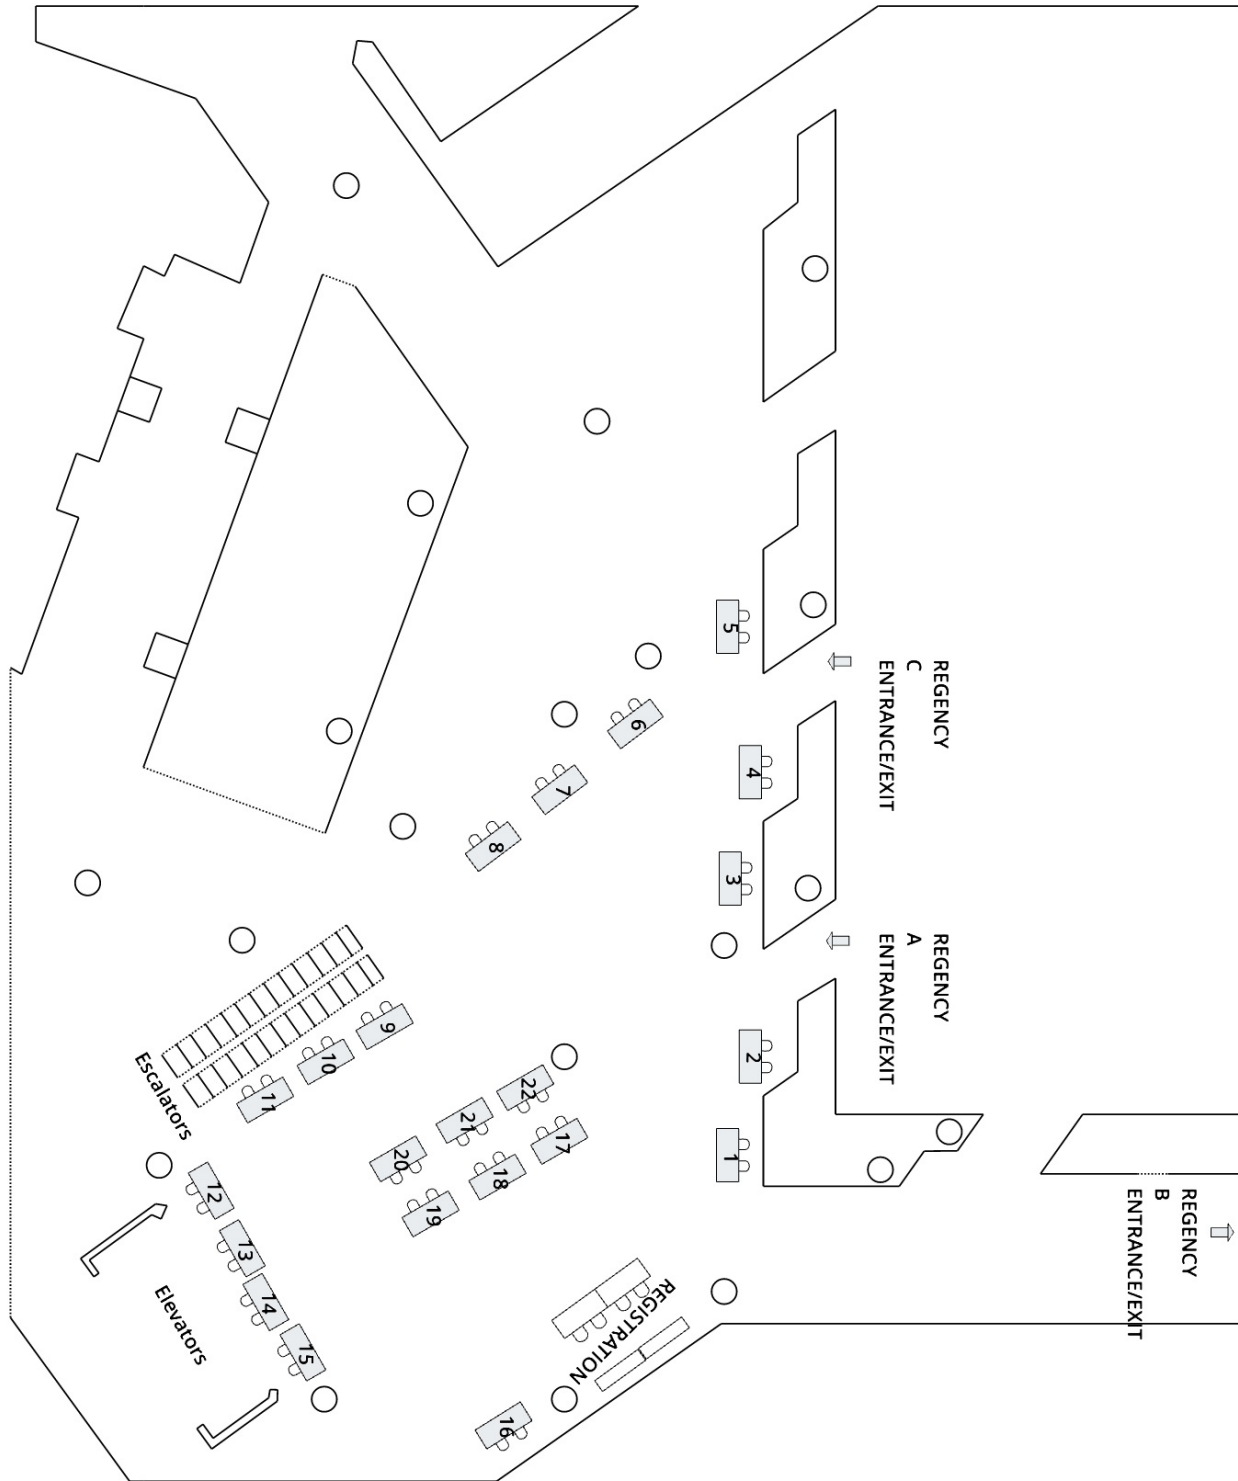 REGENCY
B
ENTRANCE/EXIT
REGENCY
C
ENTRANCE/EXIT
REGENCY
A
ENTRANCE/EXIT
5
4
3
2
1
6
7
8
REGISTRATION
22
17
21
18
20
19
16
9
10
11
Escalators
12
13
14
15
Elevators